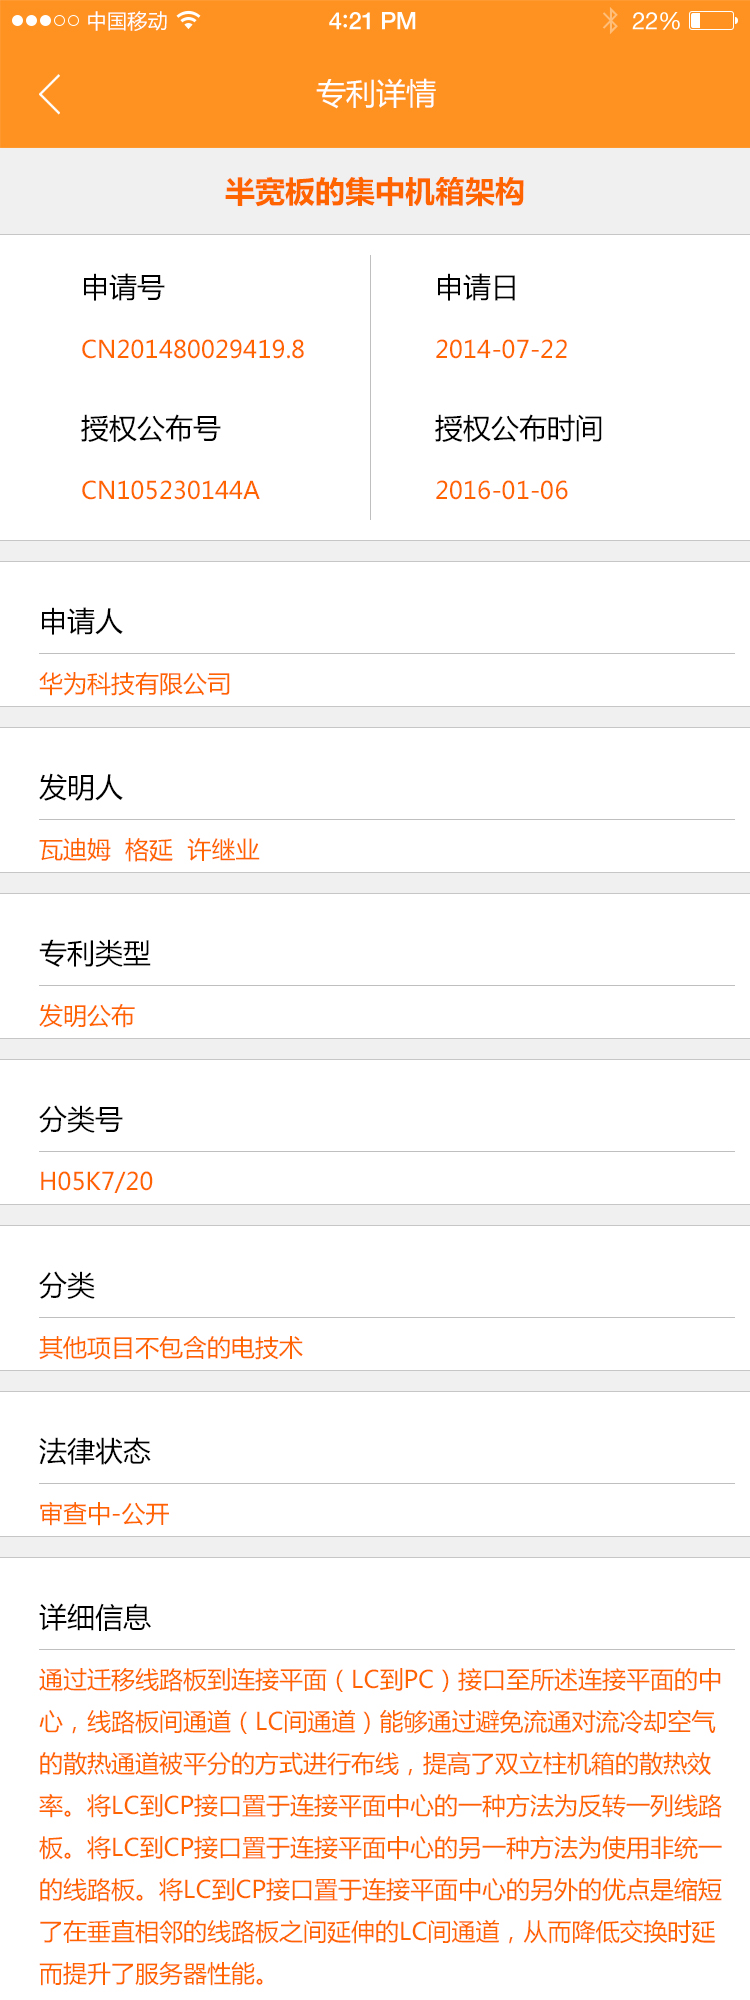 中国移动 4:21 PM 22%
专利详情
半宽板的集中机箱架构
申请号 申请日
CN201480029419.8 2014-07-22
授权公布号 授权公布时间
CN105230144A 2016-01-06
申请人
华为科技有限公司
发明人
瓦迪姆 格延 许继业
专利类型
发明公布
分类号
H05K7/20
分类
其他项目不包含的电技术
法律状态
审查中-公开
详细信息
通过迁移线路板到连接平面（LC到PC）接口至所述连接平面的中
心，线路板间通道（LC间通道）能够通过避免流通对流冷却空气
的散热通道被平分的方式进行布线，提高了双立柱机箱的散热效
率。将LC到CP接口置于连接平面中心的一种方法为反转一列线路
板。将LC到CP接口置于连接平面中心的另一种方法为使用非统一
的线路板。将LC到CP接口置于连接平面中心的另外的优点是缩短
了在垂直相邻的线路板之间延伸的LC间通道，从而降低交换时延
而提升了服务器性能。